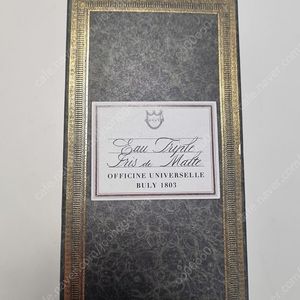 Eau Triple
Iris de Malte
OFFICINE UNIVERSELLE
BULY 1803